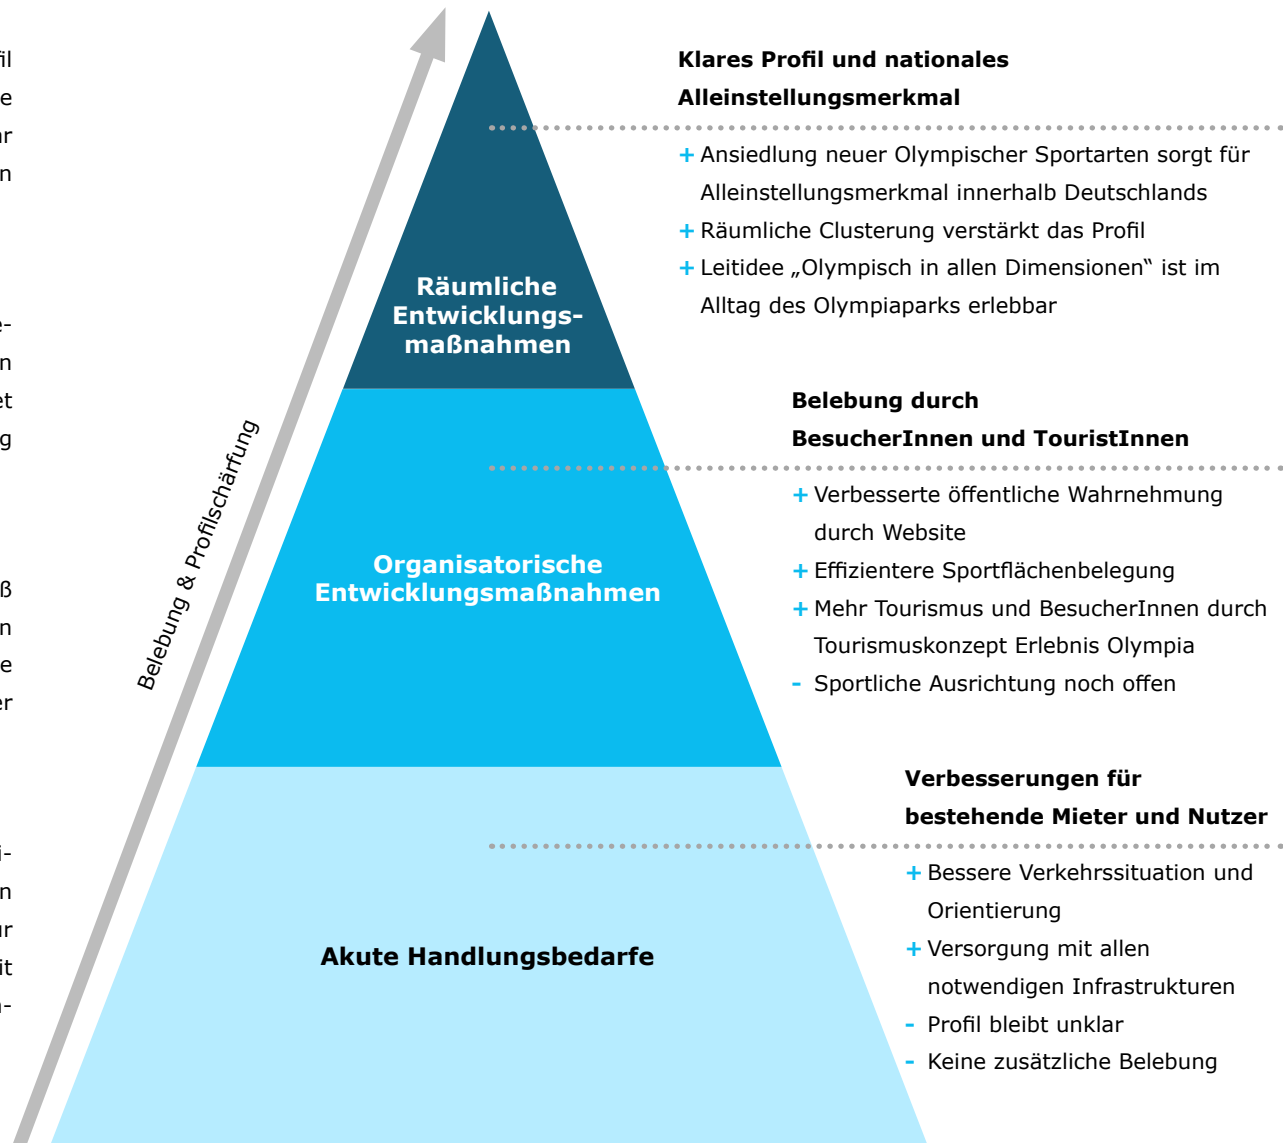 Klares Profil und nationales
Alleinstellungsmerkmal
+ Ansiedlung neuer Olympischer Sportarten sorgt für
Alleinstellungsmerkmal innerhalb Deutschlands
+ Räumliche Clusterung verstärkt das Profil
+ Leitidee „Olympisch in allen Dimensionen“ ist im
Alltag des Olympiaparks erlebbar
Räumliche
Entwicklungs-
maßnahmen
Belebung durch
BesucherInnen und TouristInnen
+ Verbesserte öffentliche Wahrnehmung
durch Website
+ Effizientere Sportflächenbelegung
+ Mehr Tourismus und BesucherInnen durch
Tourismuskonzept Erlebnis Olympia
- Sportliche Ausrichtung noch offen
Organisatorische
Entwicklungsmaßnahmen
Belebung & Profilschärfung
Verbesserungen für
bestehende Mieter und Nutzer
+ Bessere Verkehrssituation und
Orientierung
+ Versorgung mit allen
notwendigen Infrastrukturen
- Profil bleibt unklar
- Keine zusätzliche Belebung
Akute Handlungsbedarfe